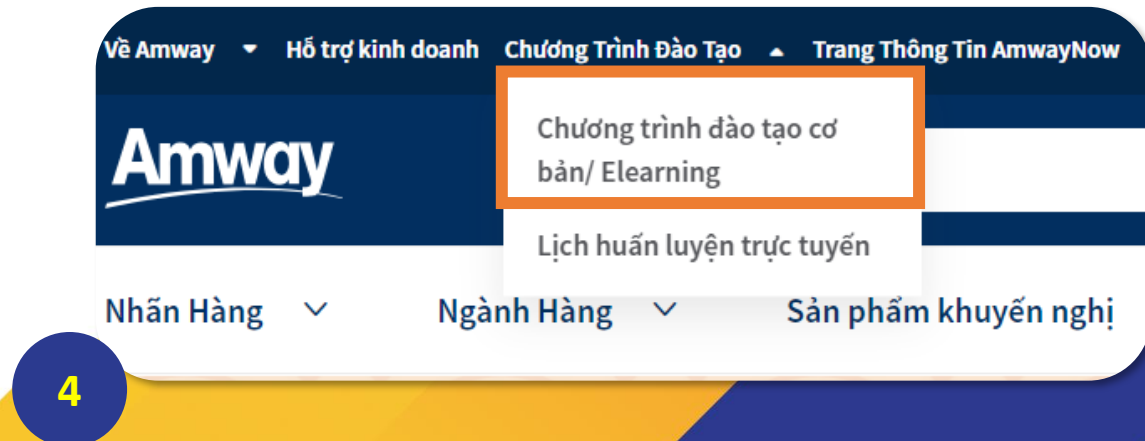 Về Amway Hỗ trợ kinh doanh Chương Trình Đào Tạo Trang Thông Tin AmwayNow
Amway
Chương trình đào tạo cơ
bản/ Elearning
Lịch huấn luyện trực tuyến
Nhãn Hàng Ngành Hàng Sản phẩm khuyến nghị
4